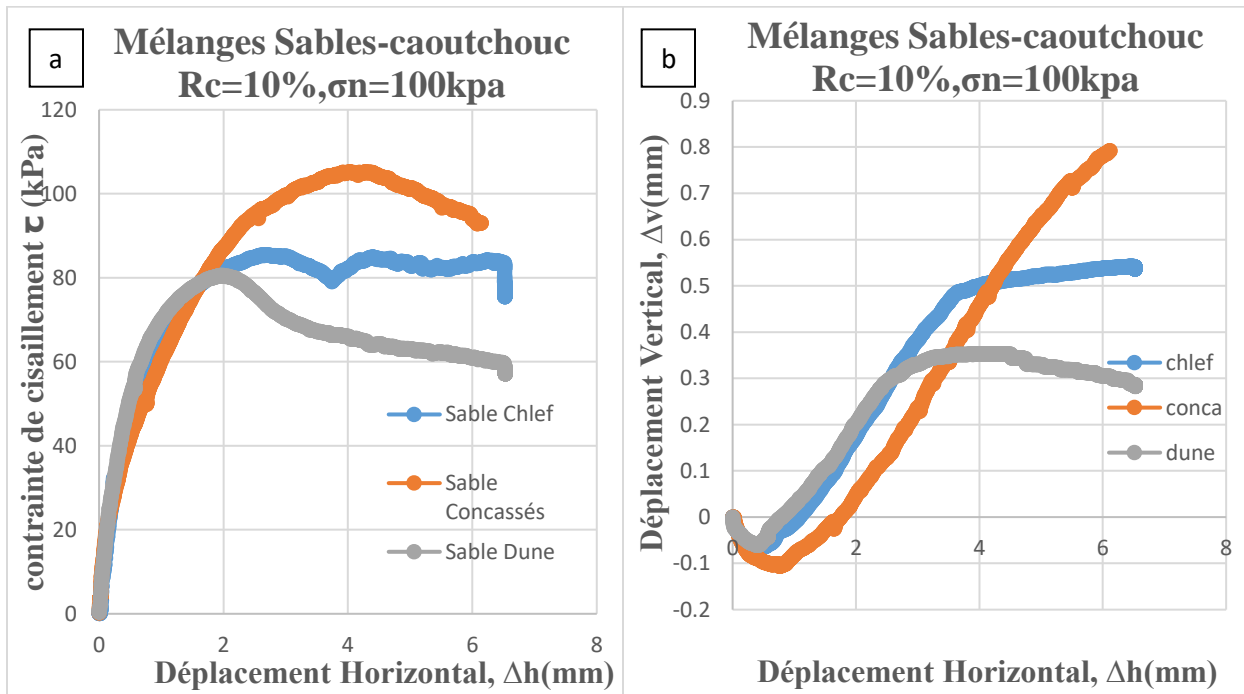 a
Mélanges Sables-caoutchouc
Rc=10%,σn=100kpa
contrainte de cisaillement τ (kPa)
120
100
80
60
40
20
0
0 2 4 6 8
Déplacement Horizontal, Δh(mm)
Sable Chlef
Sable
Concassés
Sable Dune
b
Mélanges Sables-caoutchouc
Rc=10%,σn=100kpa
Déplacement Vertical, Δv(mm)
0.9
0.8
0.7
0.6
0.5
0.4
0.3
0.2
0.1
0
-0.1
-0.2
0 2 4 6 8
Déplacement Horizontal, Δh(mm)
chlef
conca
dune